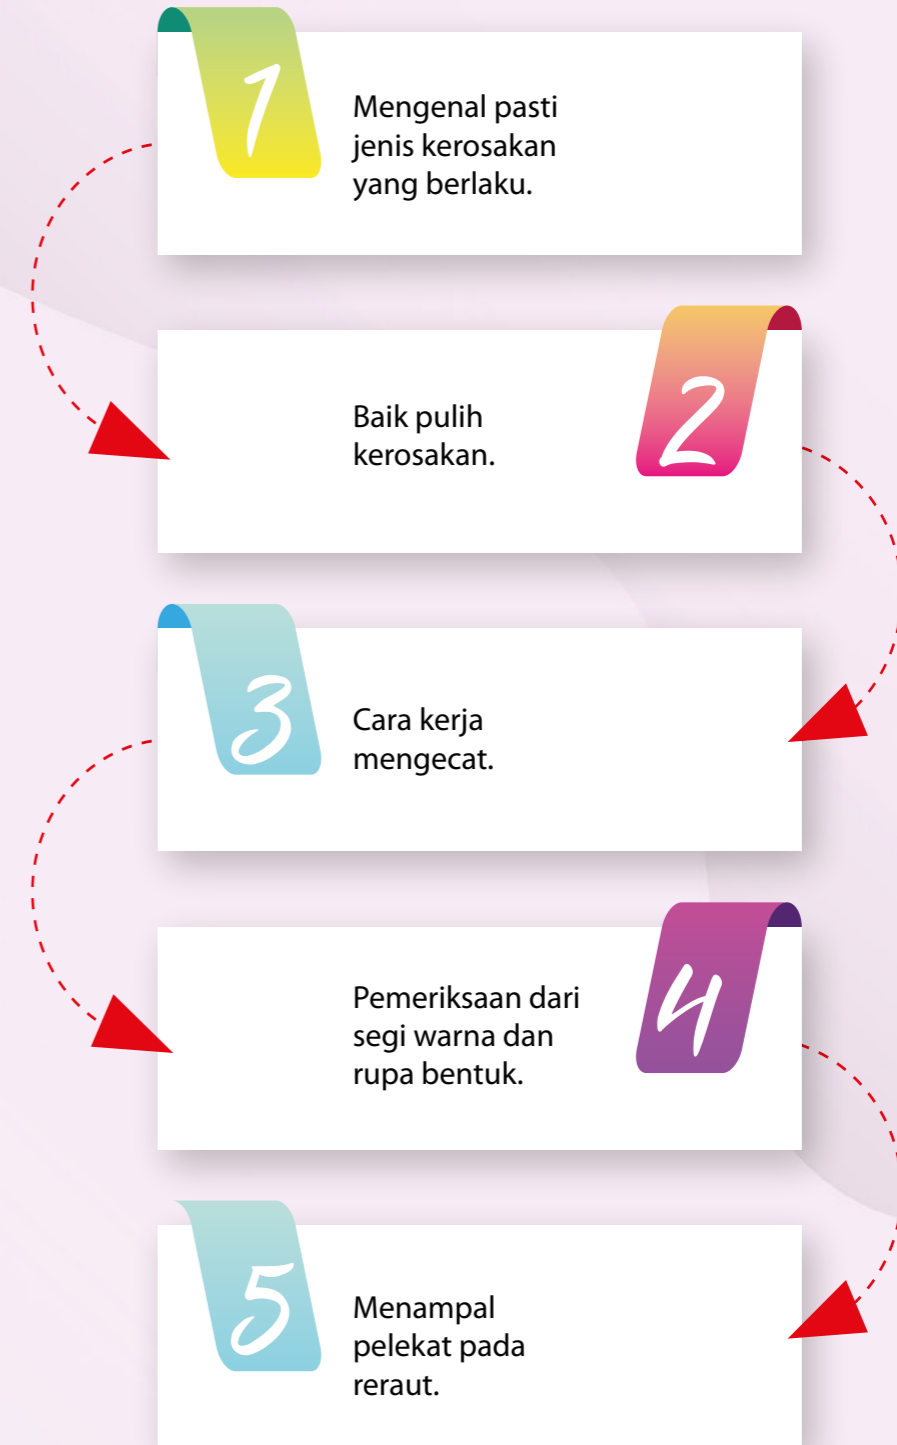 1
Mengenal pasti
jenis kerosakan
yang berlaku.
2
Baik pulih
kerosakan.
3
Cara kerja
mengecat.
4
Pemeriksaan dari
segi warna dan
rupa bentuk.
5
Menampal
pelekat pada
reraut.